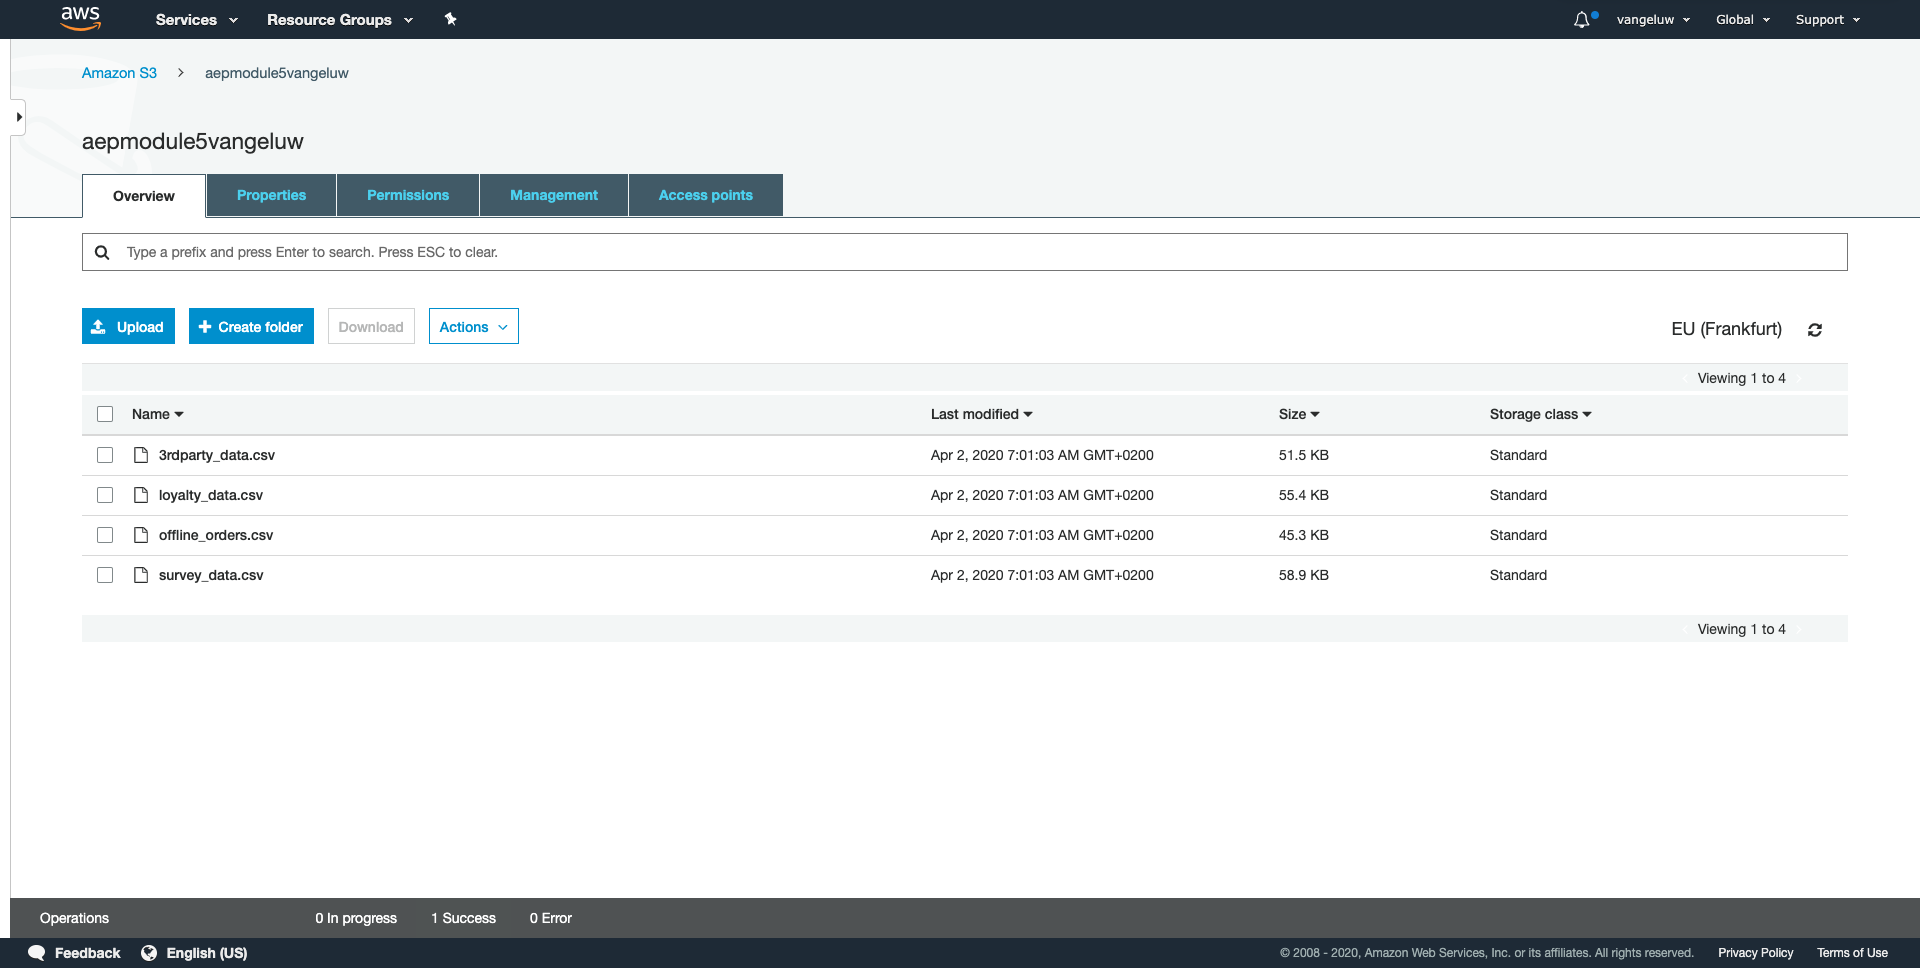 aws Services Resource Groups vangeluw Global Support
Amazon S3 > aepmodule5vangeluw
aepmodule5vangeluw
Overview Properties Permissions Management Access points
Type a prefix and press Enter to search. Press ESC to clear.
Upload Create folder Download Actions EU (Frankfurt)
Viewing 1 to 4
Name Last modified Size Storage class
3rdparty_data.csv Apr 2, 2020 7:01:03 AM GMT+0200 51.5 KB Standard
loyalty_data.csv Apr 2, 2020 7:01:03 AM GMT+0200 55.4 KB Standard
offline_orders.csv Apr 2, 2020 7:01:03 AM GMT+0200 45.3 KB Standard
survey_data.csv Apr 2, 2020 7:01:03 AM GMT+0200 58.9 KB Standard
Viewing 1 to 4
Operations 0 In progress 1 Success 0 Error
Feedback English (US) © 2008 - 2020, Amazon Web Services, Inc. or its affiliates. All rights reserved. Privacy Policy Terms of Use